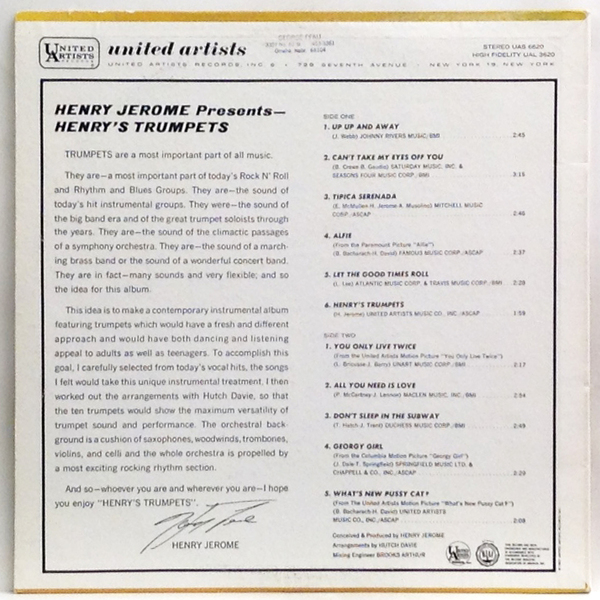 UNITED
ARTISTS
RECORDS
united artists
UNITED ARTISTS RECORDS, INC. • 729 SEVENTH AVENUE • NEW YORK 19, NEW YORK
STEREO UAS 6620
HIGH FIDELITY UAL 3620
HENRY JEROME Presents—
HENRY'S TRUMPETS
TRUMPETS are a most important part of all music.
They are—a most important part of today's Rock N' Roll
and Rhythm and Blues Groups. They are—the sound of
today's hit instrumental groups. They were—the sound of
the big band era and of the great trumpet soloists through
the years. They are—the sound of the climactic passages
of a symphony orchestra. They are—the sound of a march-
ing brass band or the sound of a wonderful concert band.
They are in fact—many sounds and very flexible; and so
the idea for this album.
This idea is to make a contemporary instrumental album
featuring trumpets which would have a fresh and different
approach and would have both dancing and listening
appeal to adults as well as teenagers. To accomplish this
goal, I carefully selected from today's vocal hits, the songs
I felt would take this unique instrumental treatment. I then
worked out the arrangements with Hutch Davie, so that
the ten trumpets would show the maximum versatility of
trumpet sound and performance. The orchestral back-
ground is a cushion of saxophones, woodwinds, trombones,
violins, and celli and the whole orchestra is propelled by
a most exciting rocking rhythm section.
And so—whoever you are and wherever you are—I hope
you enjoy "HENRY'S TRUMPETS".
HENRY JEROME
SIDE ONE
1. UP UP AND AWAY
(J. Webb) JOHNNY RIVERS MUSIC/BMI 2:45
2. CAN'T TAKE MY EYES OFF YOU
(B. Crewe-B. Gaudio) SATURDAY MUSIC, INC. &
SEASONS FOUR MUSIC CORP./BMI 3:15
3. TIPICA SERENADA
(E. McMullen-H. Jerome-A. Musolino) MITCHELL MUSIC
CORP./ASCAP 2:46
4. ALFIE
(From the Paramount Picture "Alfie")
(B. Bacharach-H. David) FAMOUS MUSIC CORP./ASCAP 2:37
5. LET THE GOOD TIMES ROLL
(L. Lee) ATLANTIC MUSIC CORP. & TRAVIS MUSIC CORP./BMI 2:28
6. HENRY'S TRUMPETS
(H. Jerome) UNITED ARTISTS MUSIC CO., INC./ASCAP 1:59
SIDE TWO
1. YOU ONLY LIVE TWICE
(From the United Artists Motion Picture "You Only Live Twice")
(L. Bricusse-J. Barry) UNART MUSIC CORP./BMI 2:17
2. ALL YOU NEED IS LOVE
(P. McCartney-J. Lennon) MACLEN MUSIC, INC./BMI 2:54
3. DON'T SLEEP IN THE SUBWAY
(T. Hatch-J. Trent) DUCHESS MUSIC CORP./BMI 2:49
4. GEORGY GIRL
(From the Columbia Motion Picture "Georgy Girl")
(J. Dale-T. Springfield) SPRINGFIELD MUSIC LTD. &
CHAPPELL & CO., INC./ASCAP 2:20
5. WHAT'S NEW PUSSY CAT?
(From The United Artists Motion Picture "What's New Pussy Cat?")
(B. Bacharach-H. David) UNITED ARTISTS
MUSIC CO., INC./ASCAP 2:08
Conceived & Produced by HENRY JEROME
Arrangements by HUTCH DAVIE
Mixing Engineer BROOKS ARTHUR